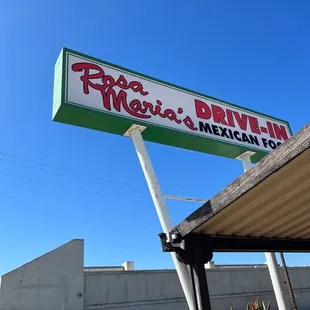 Rosa
Maria's
DRIVE-IN
MEXICAN FOO